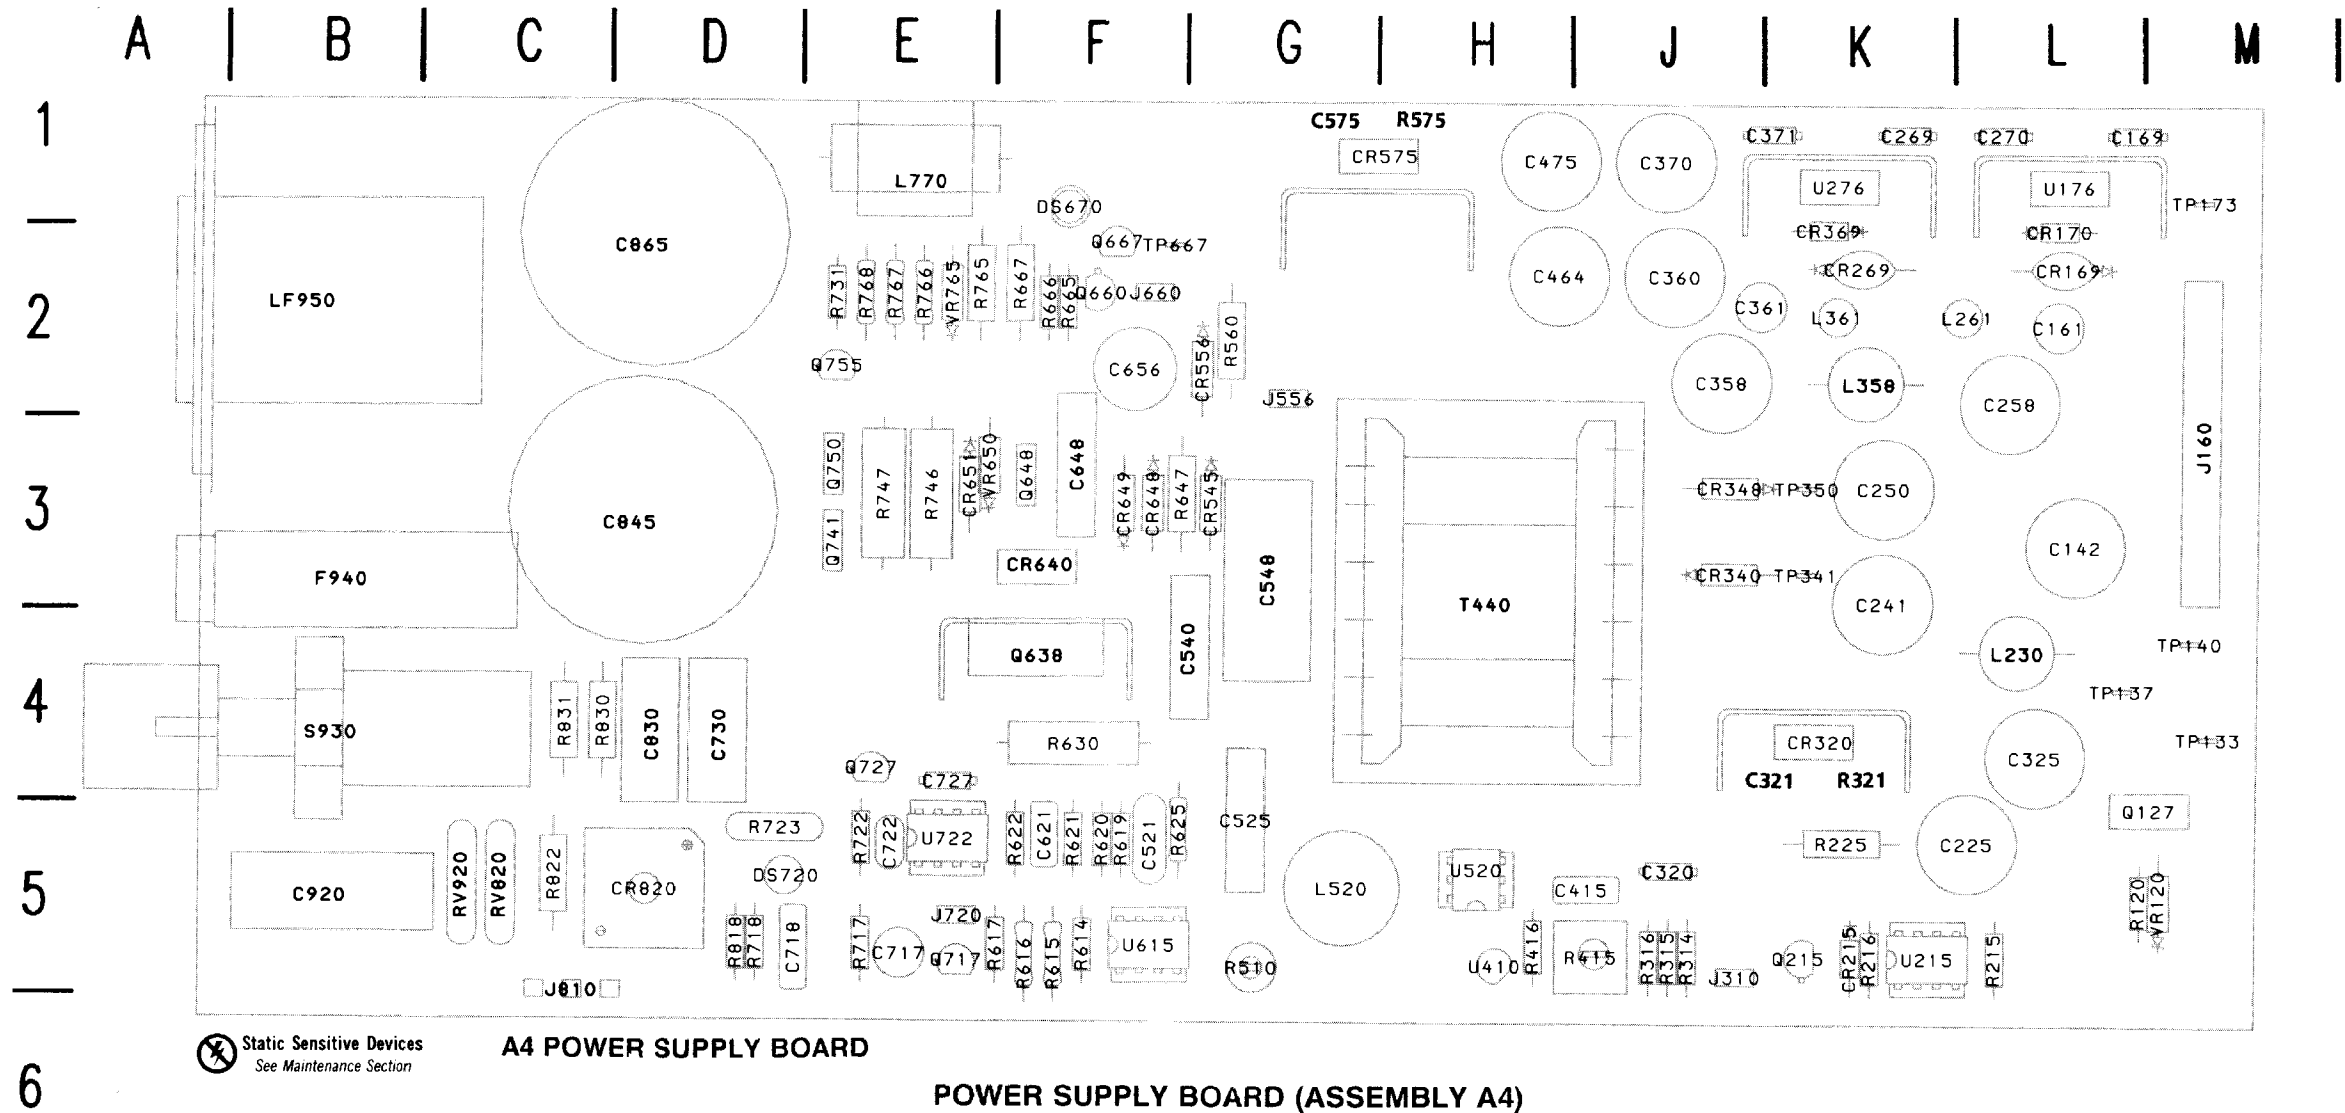 A B C D E F G H J K L M
1
C575 R575
C371 C269 C270 C169
CR575 C475 C370
L770 U276 U176
DS670 TP173
C865 Q667 TP667 CR369 CR170
CR269 CR169
2
LF950 R731 R768 R767 R766 VR765 R765 R667 R666 R665 Q660 J660 C464 C360
C361 L361 L261 C161
Q755 C656 CR556 R560
C358 L358 C258
J556
3
Q750 R747 R746 CR651 VR650 Q648 C648 CR649 CR648 R647 CR545 J160
CR348 TP350 C250
C845 Q741 C142
F940 CR640 C548 CR340 TP341
T440 C241
Q638 C540 L230 TP140
TP137
4
S930 R831 R830 C830 C730 R630 CR320 TP133
Q727 C727 C321 R321 C325
5
R723 R722 C722 U722 R622 C621 R621 R620 R619 C521 R625 C525 Q127
R225 C225
C920 RV920 RV820 R822 CR820 DS720 L520 U520 C415 C320
J720 R120 VR120
R818 R718 C718 R717 C717 Q717 R617 R616 R615 R614 U615 R510 U410 R416 R415 R316 R315 R314 J310 Q215 CR215 R216 U215 R215
J810
Static Sensitive Devices
See Maintenance Section
A4 POWER SUPPLY BOARD
6
POWER SUPPLY BOARD (ASSEMBLY A4)